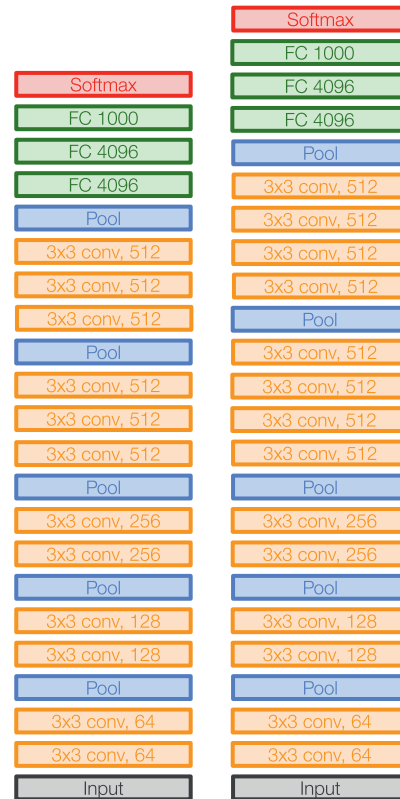 Softmax
FC 1000
FC 4096
FC 4096
Pool
3x3 conv, 512
3x3 conv, 512
3x3 conv, 512
Pool
3x3 conv, 512
3x3 conv, 512
3x3 conv, 512
Pool
3x3 conv, 256
3x3 conv, 256
Pool
3x3 conv, 128
3x3 conv, 128
Pool
3x3 conv, 64
3x3 conv, 64
Input
Softmax
FC 1000
FC 4096
FC 4096
Pool
3x3 conv, 512
3x3 conv, 512
3x3 conv, 512
3x3 conv, 512
Pool
3x3 conv, 512
3x3 conv, 512
3x3 conv, 512
3x3 conv, 512
Pool
3x3 conv, 256
3x3 conv, 256
Pool
3x3 conv, 128
3x3 conv, 128
Pool
3x3 conv, 64
3x3 conv, 64
Input